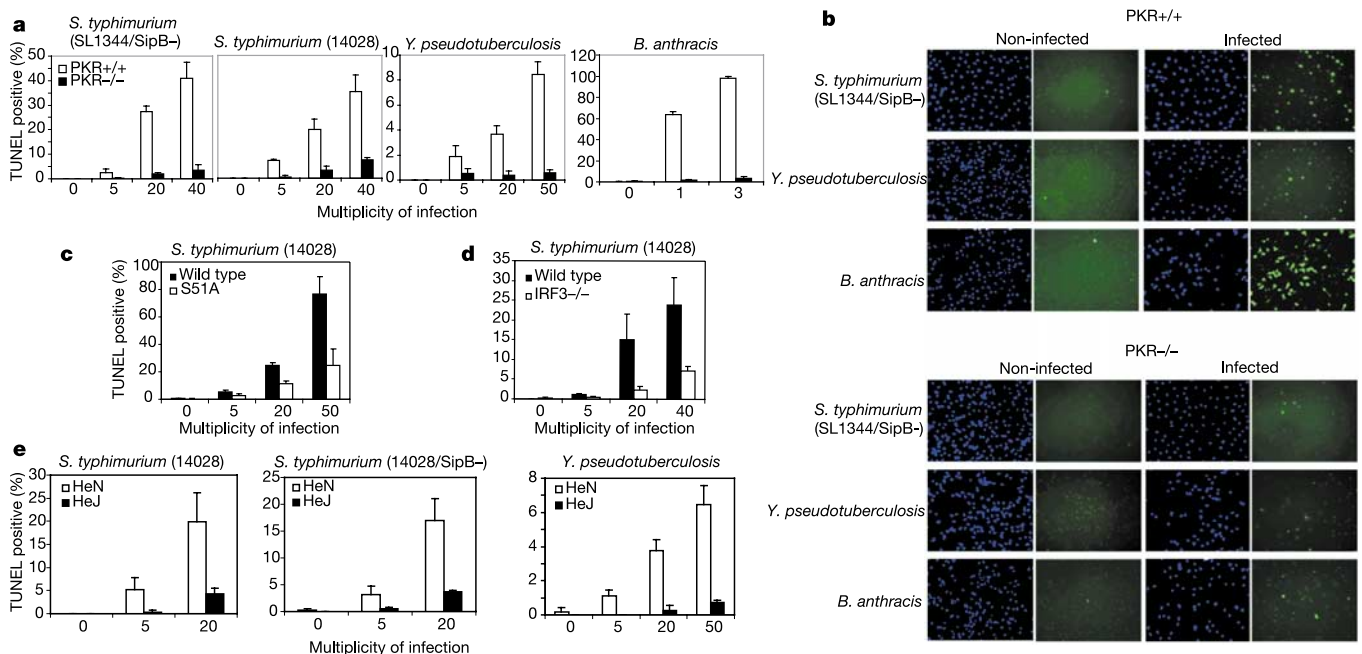 a
S. typhimurium
(SL1344/SipB–)
S. typhimurium (14028)
Y. pseudotuberculosis
B. anthracis
TUNEL positive (%)
50
40
30
20
10
0
PKR+/+
PKR–/–
0 5 20 40
0 5 20 40
8
6
4
2
0
0 5 20 50
120
100
80
60
40
20
0
0 1 3
Multiplicity of infection
b
PKR+/+
Non-infected Infected
S. typhimurium
(SL1344/SipB–)
Y. pseudotuberculosis
B. anthracis
PKR–/–
Non-infected Infected
S. typhimurium
(SL1344/SipB-)
Y. pseudotuberculosis
B. anthracis
c
S. typhimurium (14028)
TUNEL positive (%)
100
80
60
40
20
0
Wild type
S51A
0 5 20 50
Multiplicity of infection
d
S. typhimurium (14028)
35
30
25
20
15
10
5
0
Wild type
IRF3–/–
0 5 20 40
Multiplicity of infection
e
S. typhimurium (14028)
TUNEL positive (%)
30
25
20
15
10
5
0
HeN
HeJ
0 5 20
S. typhimurium (14028/SipB–)
25
20
15
10
5
0
HeN
HeJ
0 5 20
Multiplicity of infection
Y. pseudotuberculosis
8
6
4
2
0
HeN
HeJ
0 5 20 50